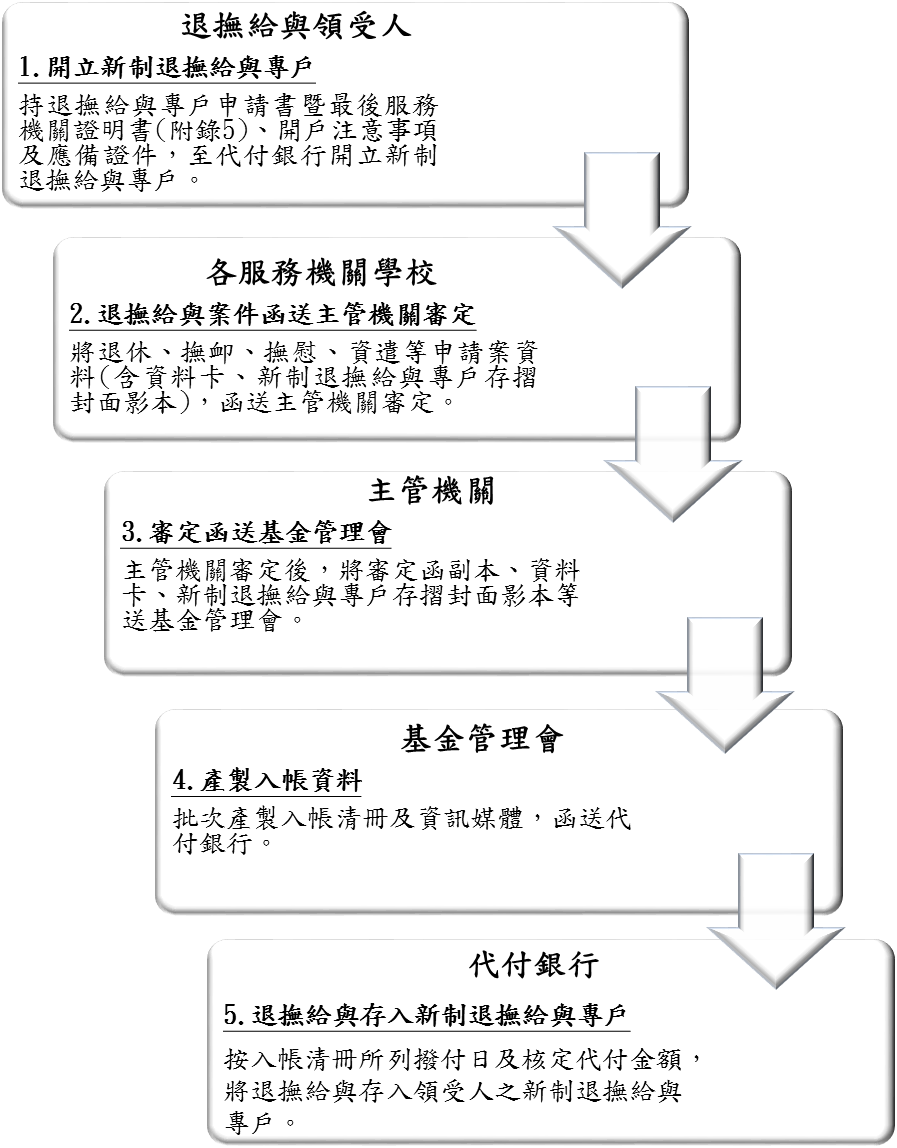 退撫給與領受人
1.開立新制退撫給與專戶
持退撫給與專戶申請書暨最後服務
機關證明書(附錄5)、開戶注意事項
及應備證件，至代付銀行開立新制
退撫給與專戶。
各服務機關學校
2.退撫給與案件函送主管機關審定
將退休、撫卹、撫慰、資遣等申請案資
料(含資料卡、新制退撫給與專戶存摺
封面影本)，函送主管機關審定。
主管機關
3.審定函送基金管理會
主管機關審定後，將審定函副本、資料
卡、新制退撫給與專戶存摺封面影本等
送基金管理會。
基金管理會
4.產製入帳資料
批次產製入帳清冊及資訊媒體，函送代
付銀行。
代付銀行
5.退撫給與存入新制退撫給與專戶
按入帳清冊所列撥付日及核定代付金額，
將退撫給與存入領受人之新制退撫給與
專戶。